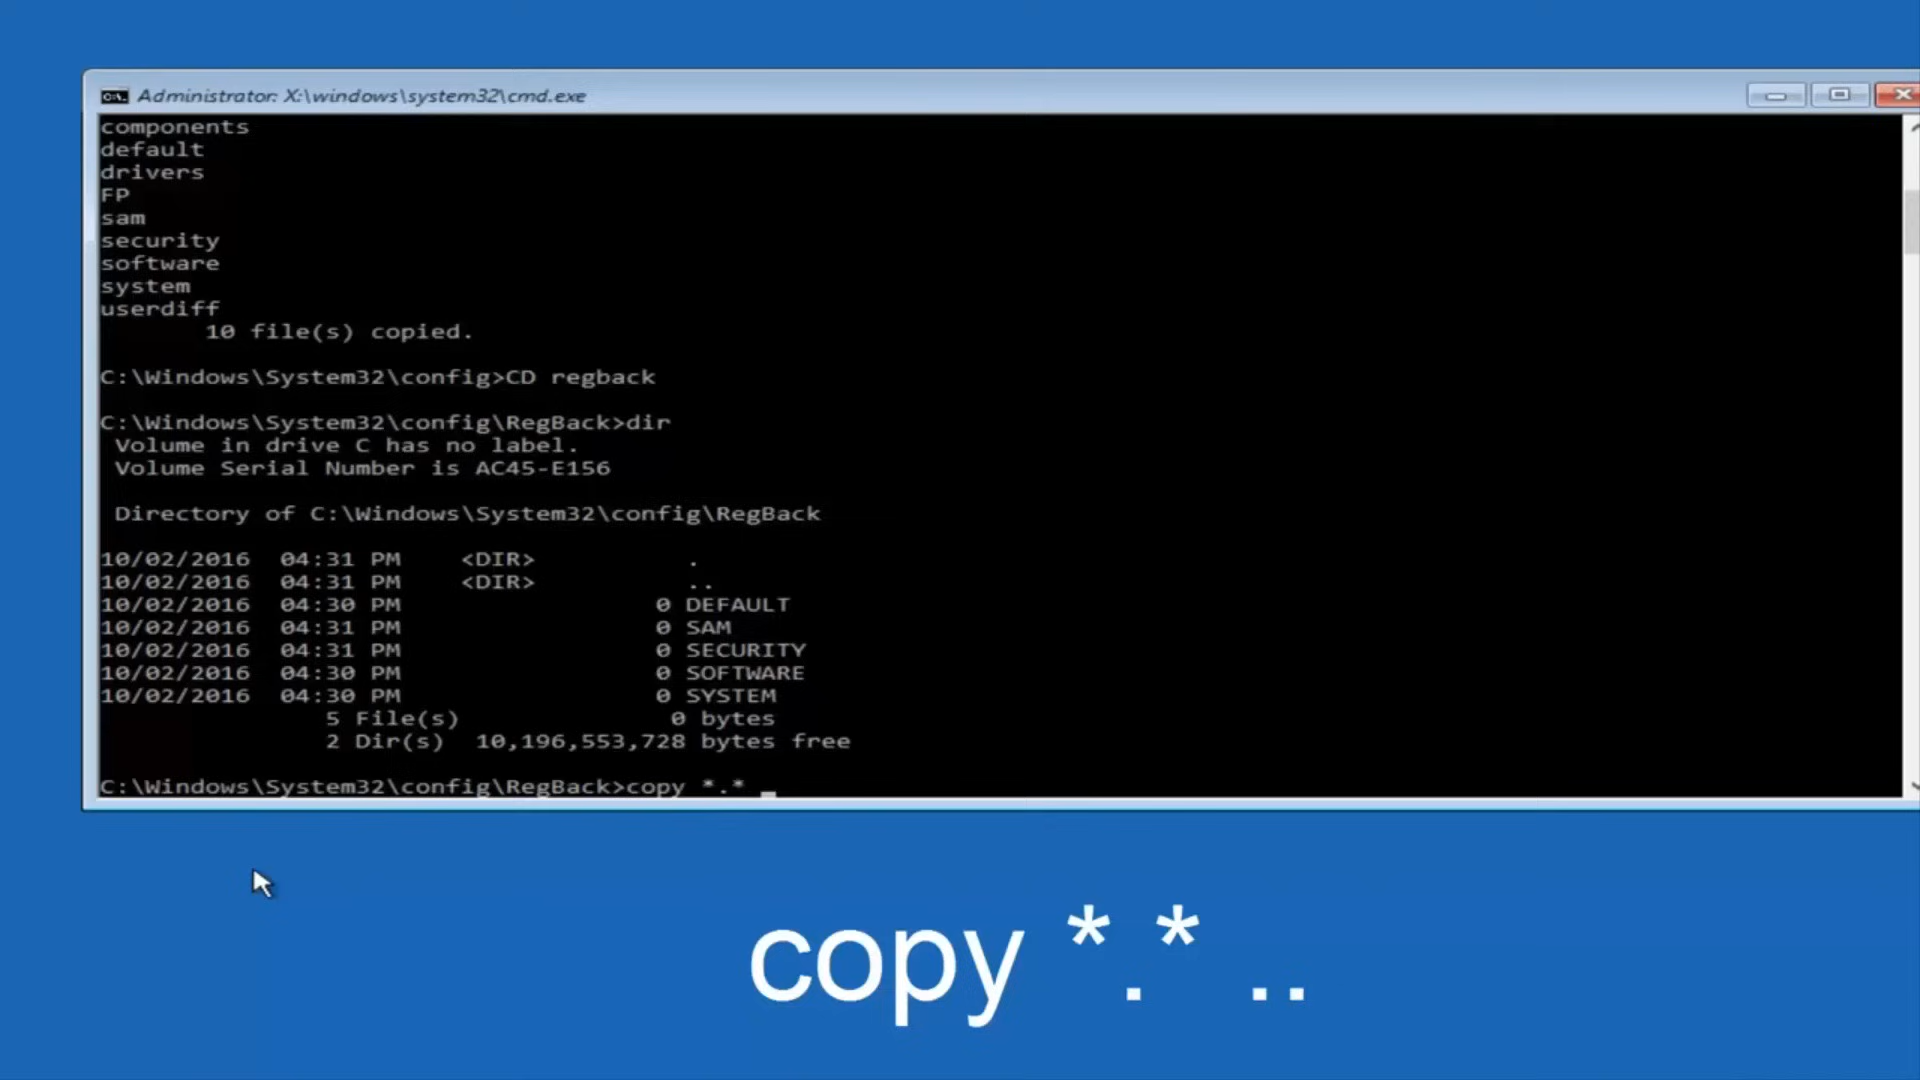 Administrator: X:\windows\system32\cmd.exe
components
default
drivers
FP
sam
security
software
system
userdiff
10 file(s) copied.
C:\Windows\System32\config>CD regback
C:\Windows\System32\config\RegBack>dir
Volume in drive C has no label.
Volume Serial Number is AC45-E156
Directory of C:\Windows\System32\config\RegBack
10/02/2016 04:31 PM <DIR> .
10/02/2016 04:31 PM <DIR> ..
10/02/2016 04:30 PM 0 DEFAULT
10/02/2016 04:31 PM 0 SAM
10/02/2016 04:31 PM 0 SECURITY
10/02/2016 04:30 PM 0 SOFTWARE
10/02/2016 04:30 PM 0 SYSTEM
5 File(s) 0 bytes
2 Dir(s) 10,196,553,728 bytes free
C:\Windows\System32\config\RegBack>copy *.* _
copy *.* ..